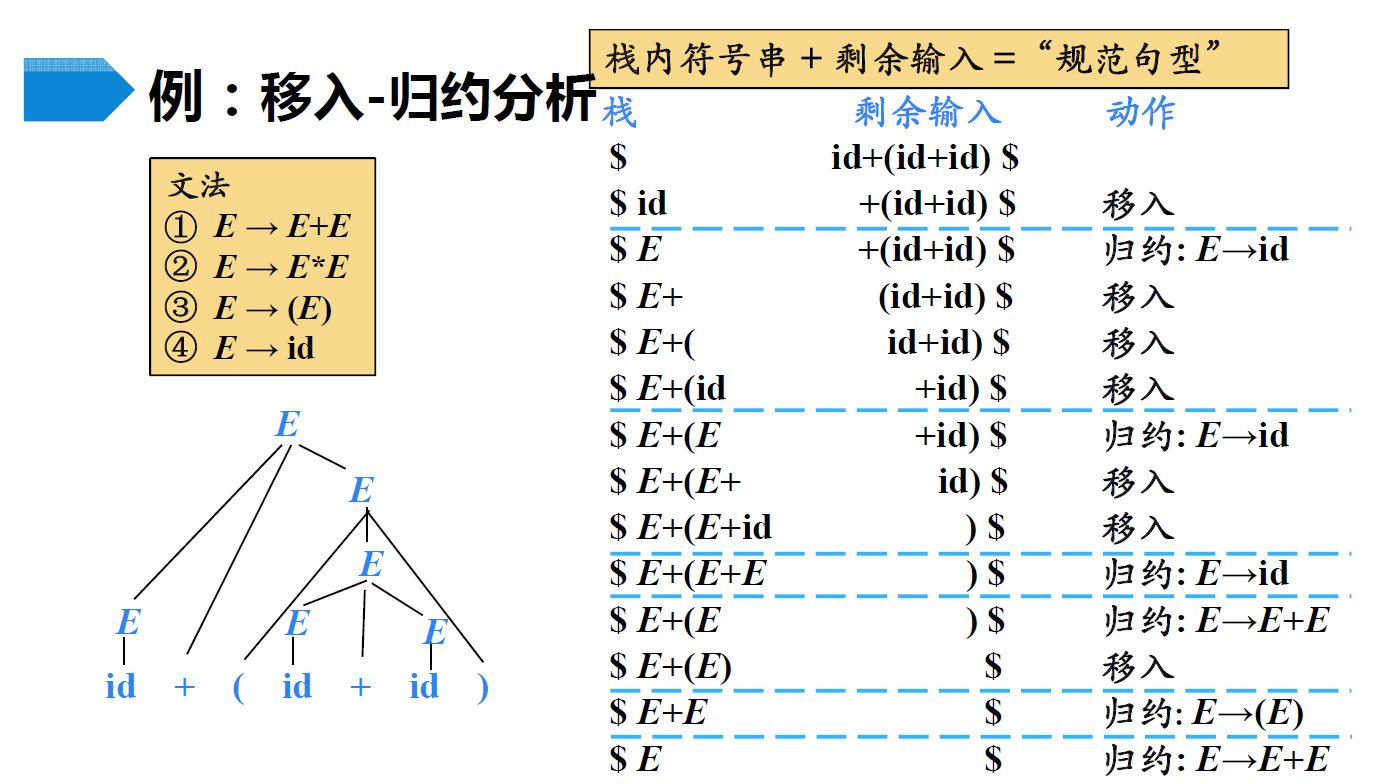 栈内符号串 + 剩余输入 = “规范句型”
例：移入-归约分析
栈 剩余输入 动作
$ id+(id+id) $
$ id +(id+id) $ 移入
$ E +(id+id) $ 归约: E→id
$ E+ (id+id) $ 移入
$ E+( id+id) $ 移入
$ E+(id +id) $ 移入
$ E+(E +id) $ 归约: E→id
$ E+(E+ id) $ 移入
$ E+(E+id ) $ 移入
$ E+(E+E ) $ 归约: E→id
$ E+(E ) $ 归约: E→E+E
$ E+(E) $ 移入
$ E+E $ 归约: E→(E)
$ E $ 归约: E→E+E
文法
① E → E+E
② E → E*E
③ E → (E)
④ E → id
E
E
E
E E E
id + ( id + id )